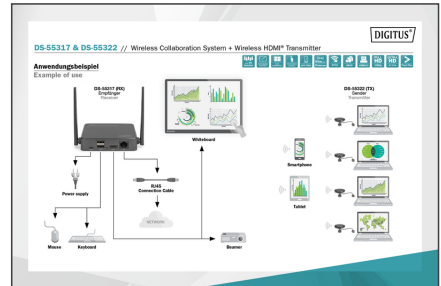 DIGITUS®
DS-55317 & DS-55322 // Wireless Collaboration System + Wireless HDMI® Transmitter
Anwendungsbeispiel
Example of use
DS-55317 (RX)
Empfänger
Receiver
DS-55322 (TX)
Sender
Transmitter
Whiteboard
Smartphone
Power supply
RJ45
Connection Cable
Tablet
NETWORK
Mouse
Keyboard
Beamer